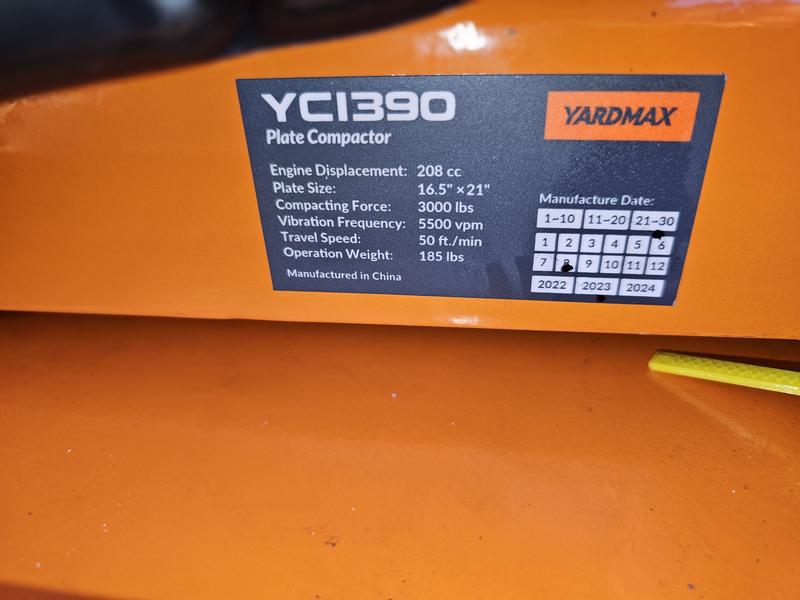 YC1390
YARDMAX
Plate Compactor
Engine Displacement: 208 cc
Plate Size: 16.5" × 21"
Compacting Force: 3000 lbs
Vibration Frequency: 5500 vpm
Travel Speed: 50 ft./min
Operation Weight: 185 lbs
Manufactured in China
Manufacture Date:
1~10 11~20 21~30
1 2 3 4 5 6
7 8 9 10 11 12
2022 2023 2024